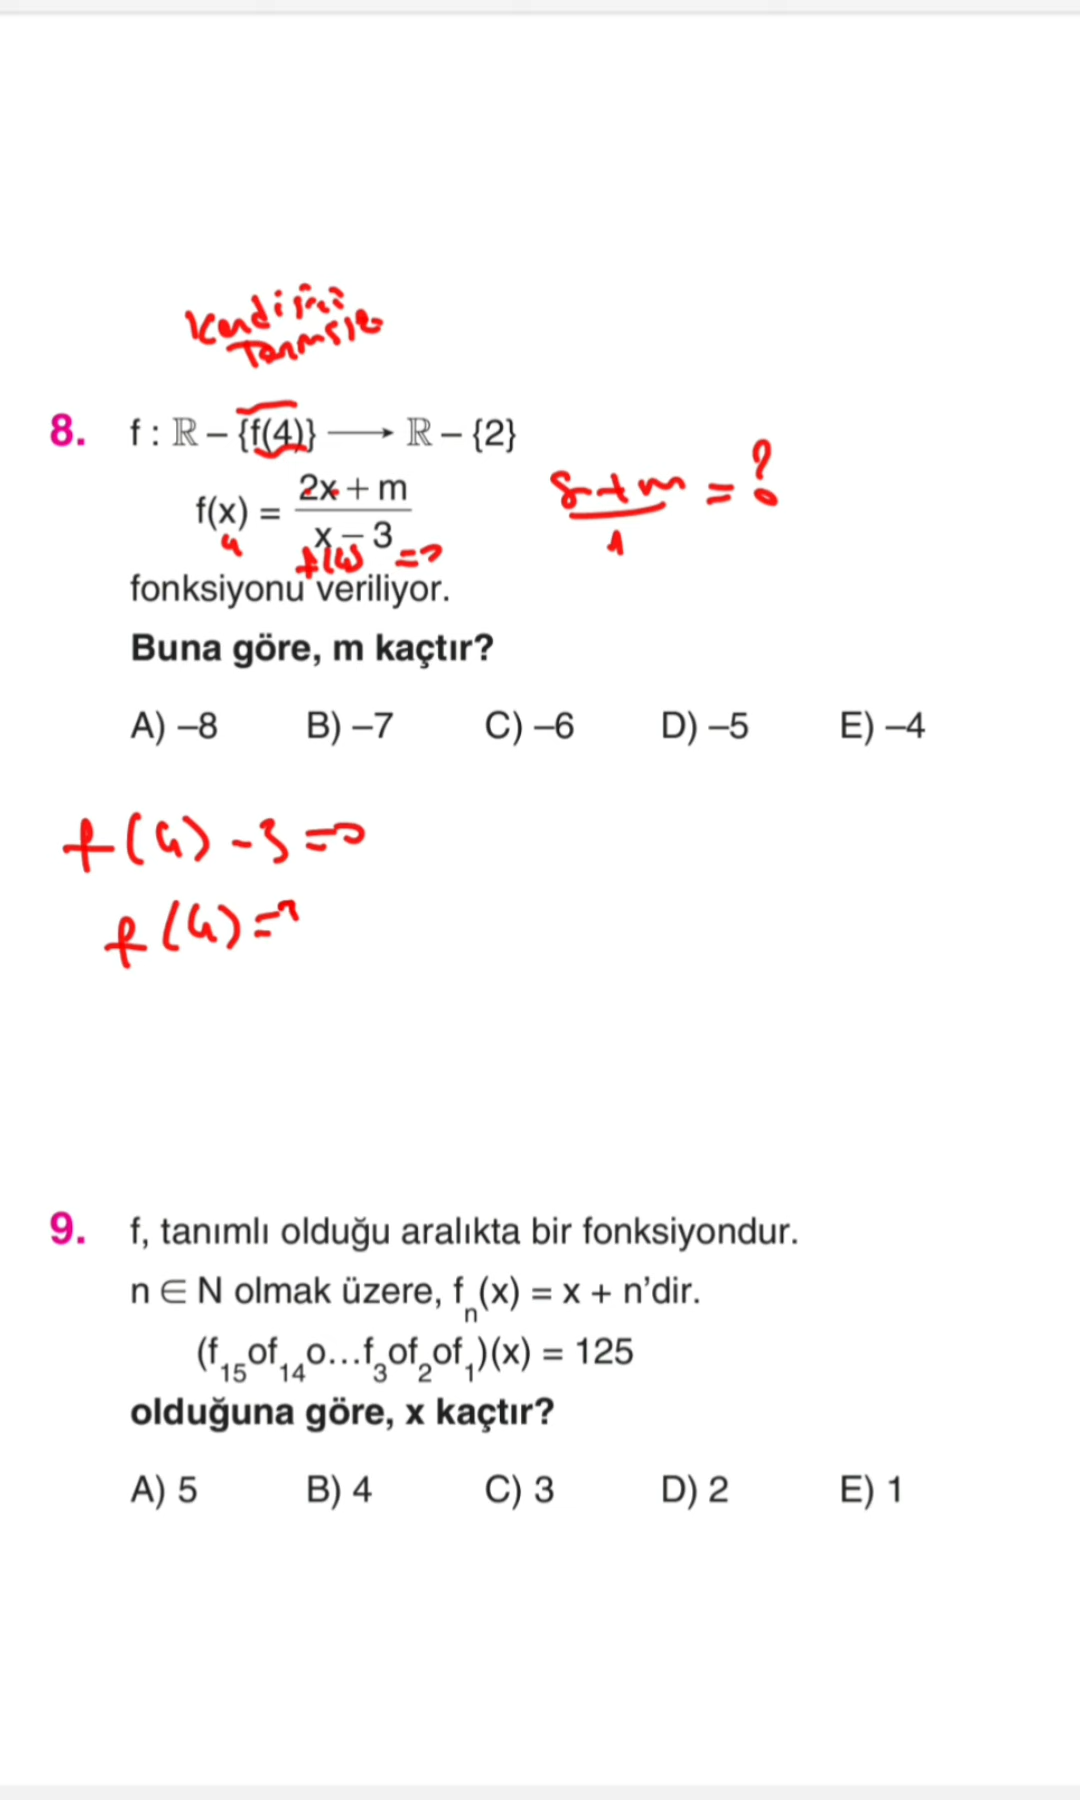 Kendisini
Tanımsız
8. f : ℝ – {f(4)} ⟶ ℝ – {2}
f(x) = (2x + m)/(x – 3)
8+m/1 = ?
4
f(4) =>
fonksiyonu veriliyor.
Buna göre, m kaçtır?
A) –8 B) –7 C) –6 D) –5 E) –4
f(4) -3 =>
f(4) =>
9. f, tanımlı olduğu aralıkta bir fonksiyondur.
n ∈ N olmak üzere, fₙ(x) = x + n’dir.
(f₁₅of₁₄o...f₃of₂of₁)(x) = 125
olduğuna göre, x kaçtır?
A) 5 B) 4 C) 3 D) 2 E) 1